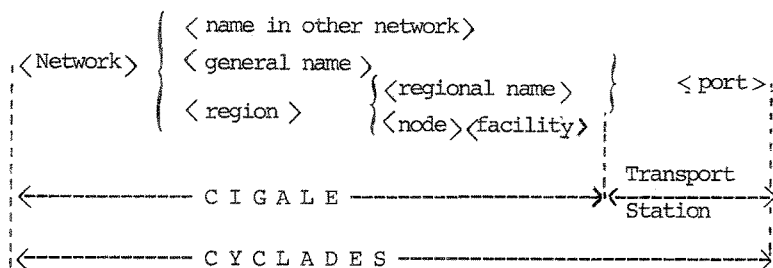 <name in other network>
<Network> <general name> <port>
<regional name>
<region>
<node><facility>
Transport
CIGALE
Station
CYCLADES